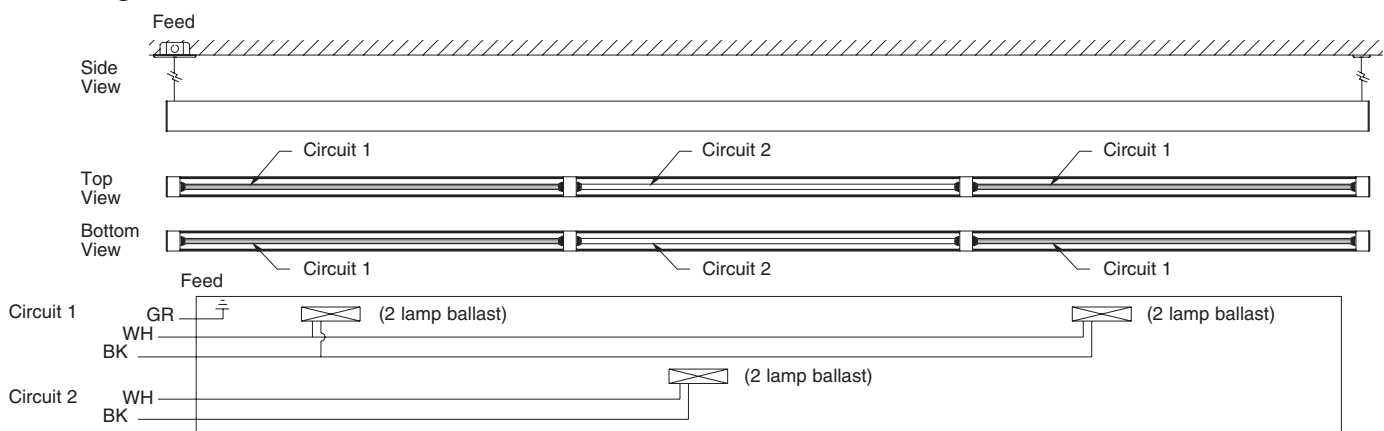 Feed
Side
View
Circuit 1
Circuit 2
Circuit 1
Top
View
Bottom
View
Circuit 1
Circuit 2
Circuit 1
Feed
Circuit 1
GR
(2 lamp ballast)
(2 lamp ballast)
WH
BK
(2 lamp ballast)
Circuit 2
WH
BK